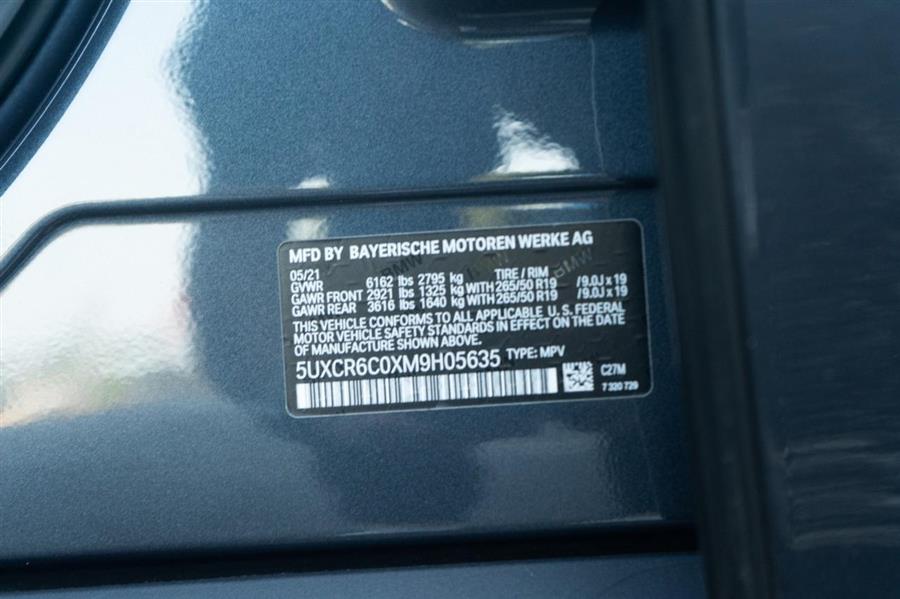 MFD BY BAYERISCHE MOTOREN WERKE AG
05/21 TIRE / RIM
GVWR 6162 lbs 2795 kg
GAWR FRONT 2921 lbs 1325 kg WITH 265/50 R19 / 9.0J x 19
GAWR REAR 3616 lbs 1640 kg WITH 265/50 R19 / 9.0J x 19
THIS VEHICLE CONFORMS TO ALL APPLICABLE U.S. FEDERAL
MOTOR VEHICLE SAFETY STANDARDS IN EFFECT ON THE DATE
OF MANUFACTURE SHOWN ABOVE.
5UXCR6C0XM9H05635 TYPE: MPV
C27M
7 320 729
BMW
BMW
BMW